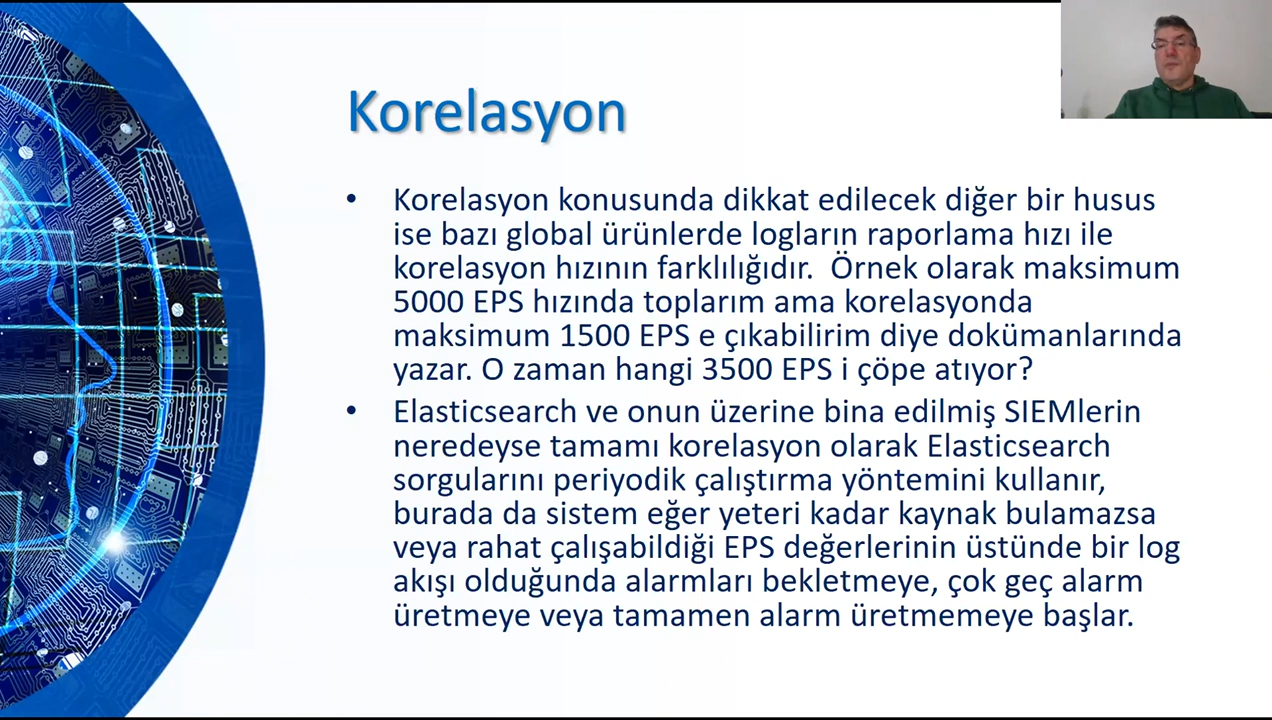 Korelasyon
• Korelasyon konusunda dikkat edilecek diğer bir husus
ise bazı global ürünlerde logların raporlama hızı ile
korelasyon hızının farklılığıdır.  Örnek olarak maksimum
5000 EPS hızında toplarım ama korelasyonda
maksimum 1500 EPS e çıkabilirim diye dokümanlarında
yazar. O zaman hangi 3500 EPS i çöpe atıyor?
• Elasticsearch ve onun üzerine bina edilmiş SIEMlerin
neredeyse tamamı korelasyon olarak Elasticsearch
sorgularını periyodik çalıştırma yöntemini kullanır,
burada da sistem eğer yeteri kadar kaynak bulamazsa
veya rahat çalışabildiği EPS değerlerinin üstünde bir log
akışı olduğunda alarmları bekletmeye, çok geç alarm
üretmeye veya tamamen alarm üretmemeye başlar.